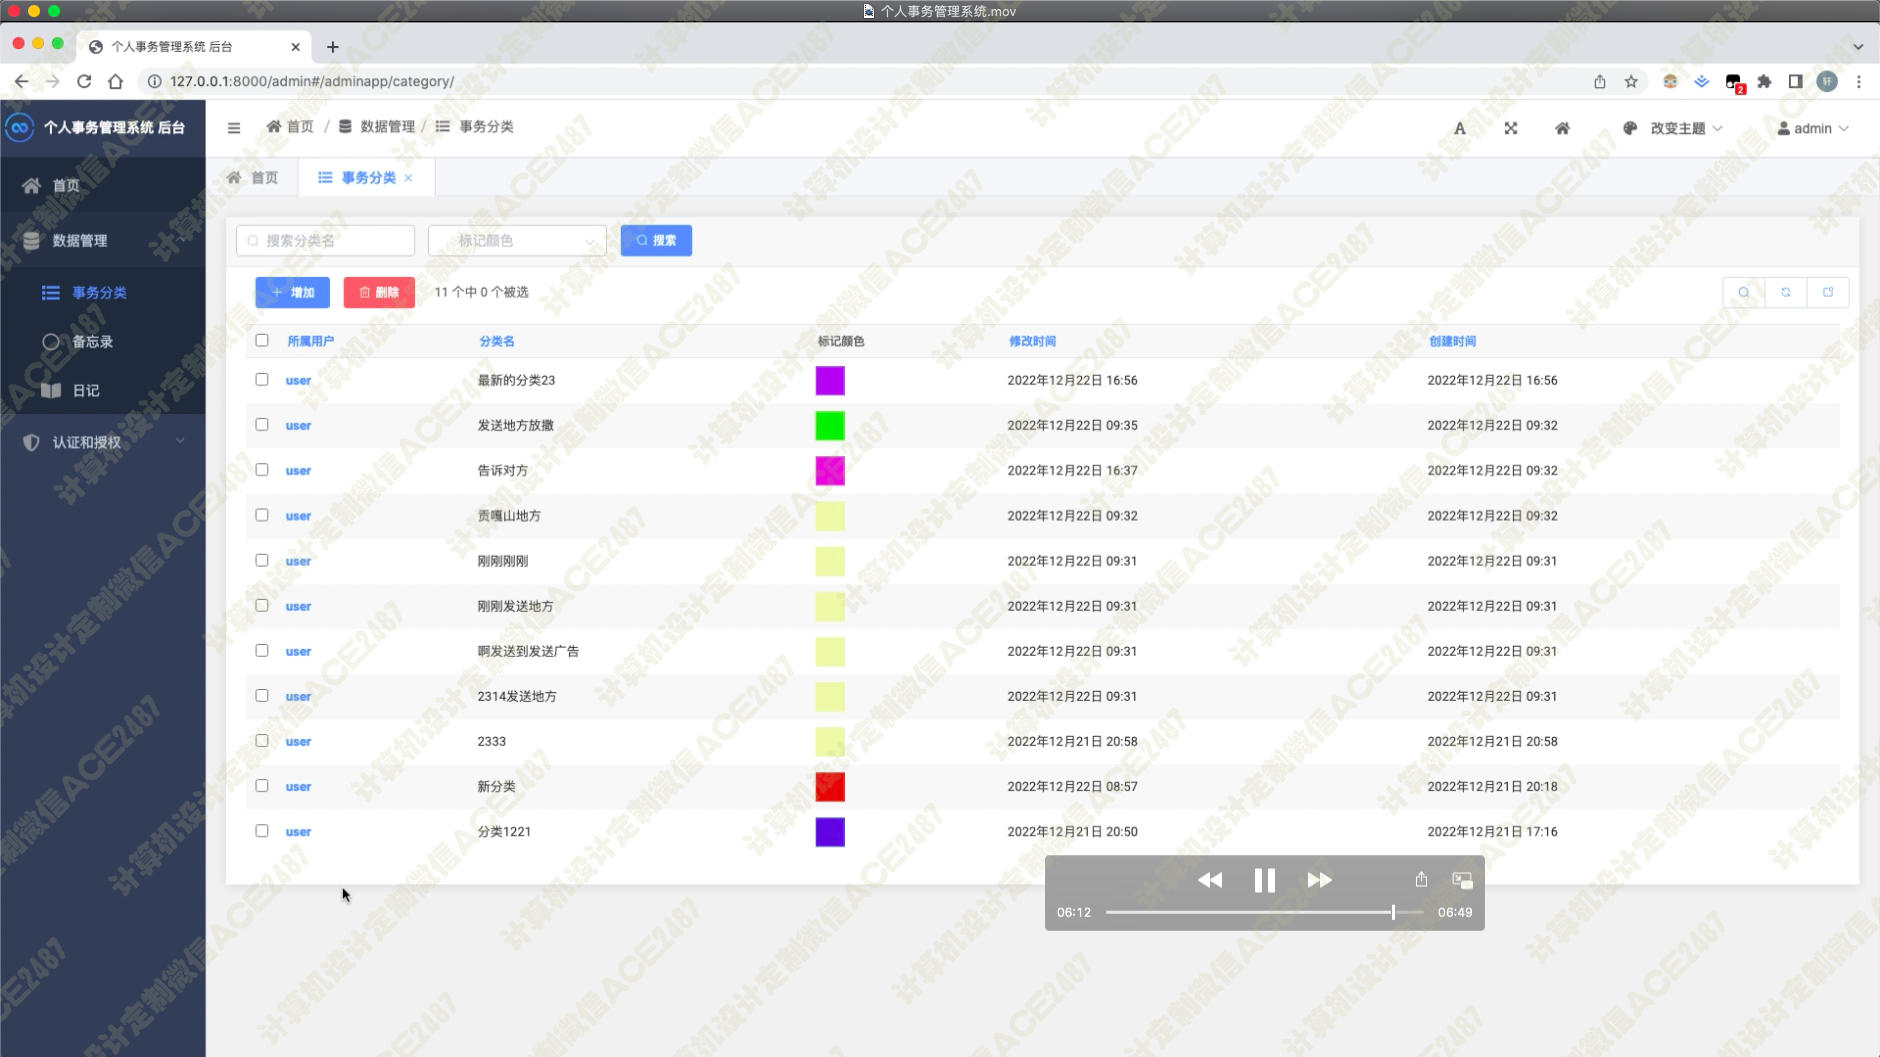 个人事务管理系统.mov
个人事务管理系统 后台
127.0.0.1:8000/admin#/adminapp/category/
2
轩
个人事务管理系统 后台
首页 / 数据管理 / 事务分类
A
改变主题
admin
首页
事务分类
首页
数据管理
事务分类
备忘录
日记
认证和授权
搜索分类名
标记颜色
搜索
增加
删除
11 个中 0 个被选
所属用户 分类名 标记颜色 修改时间 创建时间
user 最新的分类23 2022年12月22日 16:56 2022年12月22日 16:56
user 发送地方放撒 2022年12月22日 09:35 2022年12月22日 09:32
user 告诉对方 2022年12月22日 16:37 2022年12月22日 09:32
user 贡嘎山地方 2022年12月22日 09:32 2022年12月22日 09:32
user 刚刚刚刚 2022年12月22日 09:31 2022年12月22日 09:31
user 刚刚发送地方 2022年12月22日 09:31 2022年12月22日 09:31
user 啊发送到发送广告 2022年12月22日 09:31 2022年12月22日 09:31
user 2314发送地方 2022年12月22日 09:31 2022年12月22日 09:31
user 2333 2022年12月21日 20:58 2022年12月21日 20:58
user 新分类 2022年12月22日 08:57 2022年12月21日 20:18
user 分类1221 2022年12月21日 20:50 2022年12月21日 17:16
06:12
06:49
计算机设计定制微信ACE2487